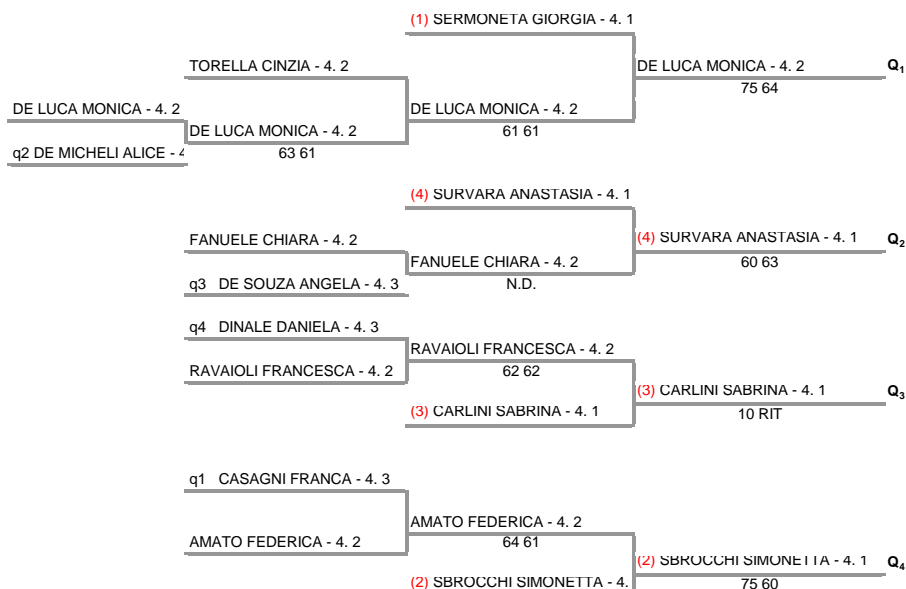 (1) SERMONETA GIORGIA - 4. 1
TORELLA CINZIA - 4. 2
DE LUCA MONICA - 4. 2 Q1
75 64
DE LUCA MONICA - 4. 2
DE LUCA MONICA - 4. 2
61 61
DE LUCA MONICA - 4. 2
63 61
q2 DE MICHELI ALICE - 4
(4) SURVARA ANASTASIA - 4. 1
FANUELE CHIARA - 4. 2
(4) SURVARA ANASTASIA - 4. 1 Q2
60 63
FANUELE CHIARA - 4. 2
N.D.
q3 DE SOUZA ANGELA - 4. 3
q4 DINALE DANIELA - 4. 3
RAVAIOLI FRANCESCA - 4. 2
62 62
RAVAIOLI FRANCESCA - 4. 2
(3) CARLINI SABRINA - 4. 1 Q3
10 RIT
(3) CARLINI SABRINA - 4. 1
q1 CASAGNI FRANCA - 4. 3
AMATO FEDERICA - 4. 2
64 61
AMATO FEDERICA - 4. 2
(2) SBROCCHI SIMONETTA - 4. 1 Q4
75 60
(2) SBROCCHI SIMONETTA - 4.